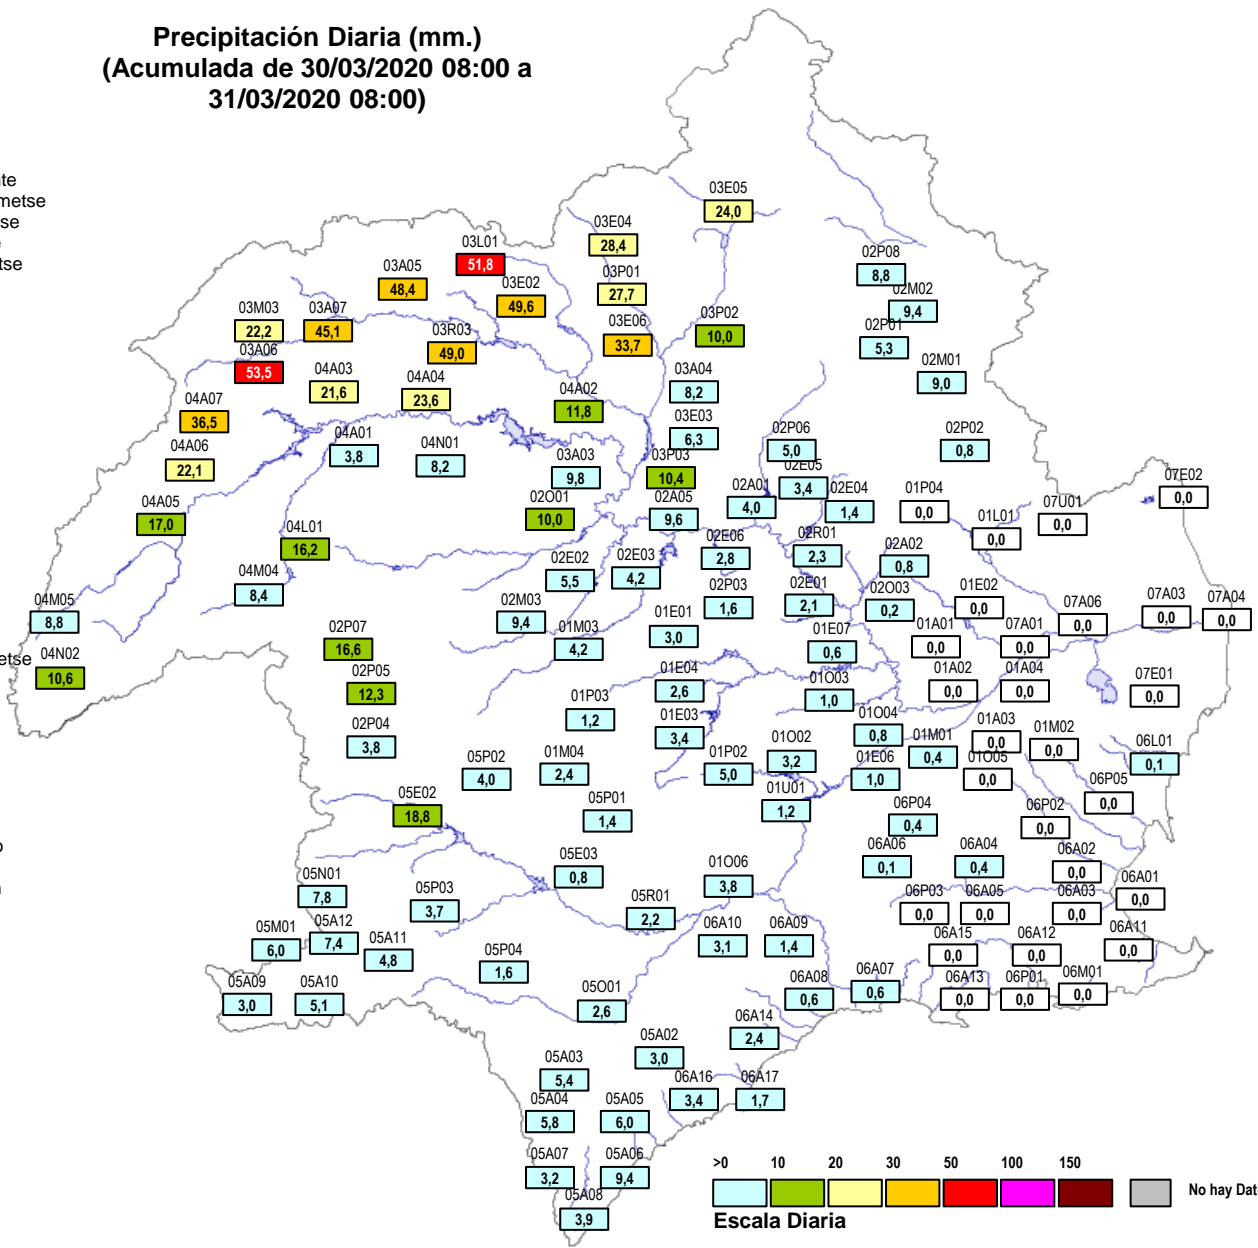 Precipitación Diaria (mm.)
(Acumulada de 30/03/2020 08:00 a
31/03/2020 08:00)
03E05
24,0
03E04
28,4
03L01
51,8
02P08
8,8
03A05
48,4
03P01
27,7
03E02
49,6
02M02
9,4
03M03
22,2
03A07
45,1
03P02
10,0
03R03
49,0
03E06
33,7
02P01
5,3
03A06
53,5
02M01
9,0
04A03
21,6
04A04
23,6
03A04
8,2
04A02
11,8
04A07
36,5
03E03
6,3
04A01
3,8
04N01
8,2
02P06
5,0
02P02
0,8
04A06
22,1
03A03
9,8
03P03
10,4
02E05
3,4
07E02
0,0
02A01
4,0
02E04
1,4
01P04
0,0
07U01
0,0
04A05
17,0
02O01
10,0
02A05
9,6
01L01
0,0
04L01
16,2
02E06
2,8
02R01
2,3
02A02
0,8
02E02
5,5
02E03
4,2
04M04
8,4
02P03
1,6
02E01
2,1
02O03
0,2
01E02
0,0
07A03
0,0
07A04
0,0
04M05
8,8
02M03
9,4
01E01
3,0
07A06
0,0
02P07
16,6
01M03
4,2
01E07
0,6
01A01
0,0
07A01
0,0
etse
04N02
10,6
02P05
12,3
01E04
2,6
01O03
1,0
01A02
0,0
01A04
0,0
07E01
0,0
01P03
1,2
01E03
3,4
02P04
3,8
01O04
0,8
01A03
0,0
01M02
0,0
05P02
4,0
01M04
2,4
01P02
5,0
01O02
3,2
01M01
0,4
06L01
0,1
01E06
1,0
01O05
0,0
05E02
18,8
05P01
1,4
01U01
1,2
06P05
0,0
06P04
0,4
06P02
0,0
05E03
0,8
01O06
3,8
06A06
0,1
06A04
0,4
06A02
0,0
05N01
7,8
05P03
3,7
05R01
2,2
06P03
0,0
06A05
0,0
06A03
0,0
06A01
0,0
05M01
6,0
05A12
7,4
05A11
4,8
06A10
3,1
06A09
1,4
06A15
0,0
06A12
0,0
06A11
0,0
05P04
1,6
05A09
3,0
05A10
5,1
05O01
2,6
06A08
0,6
06A07
0,6
06A13
0,0
06P01
0,0
06M01
0,0
06A14
2,4
05A02
3,0
05A03
5,4
06A16
3,4
06A17
1,7
05A04
5,8
05A05
6,0
05A07
3,2
05A06
9,4
05A08
3,9
>0 10 20 30 50 100 150
No hay Dat
Escala Diaria